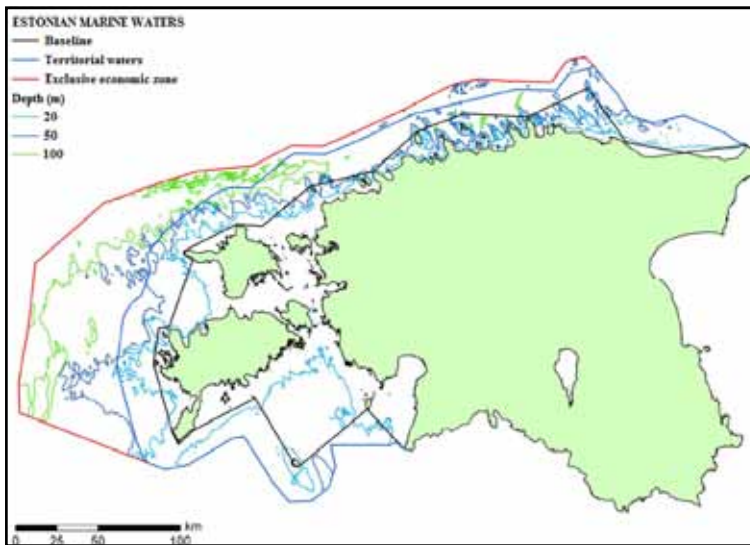 ESTONIAN MARINE WATERS
Baseline
Territorial waters
Exclusive economic zone
Depth (m)
20
50
100
km
0 25 50 100